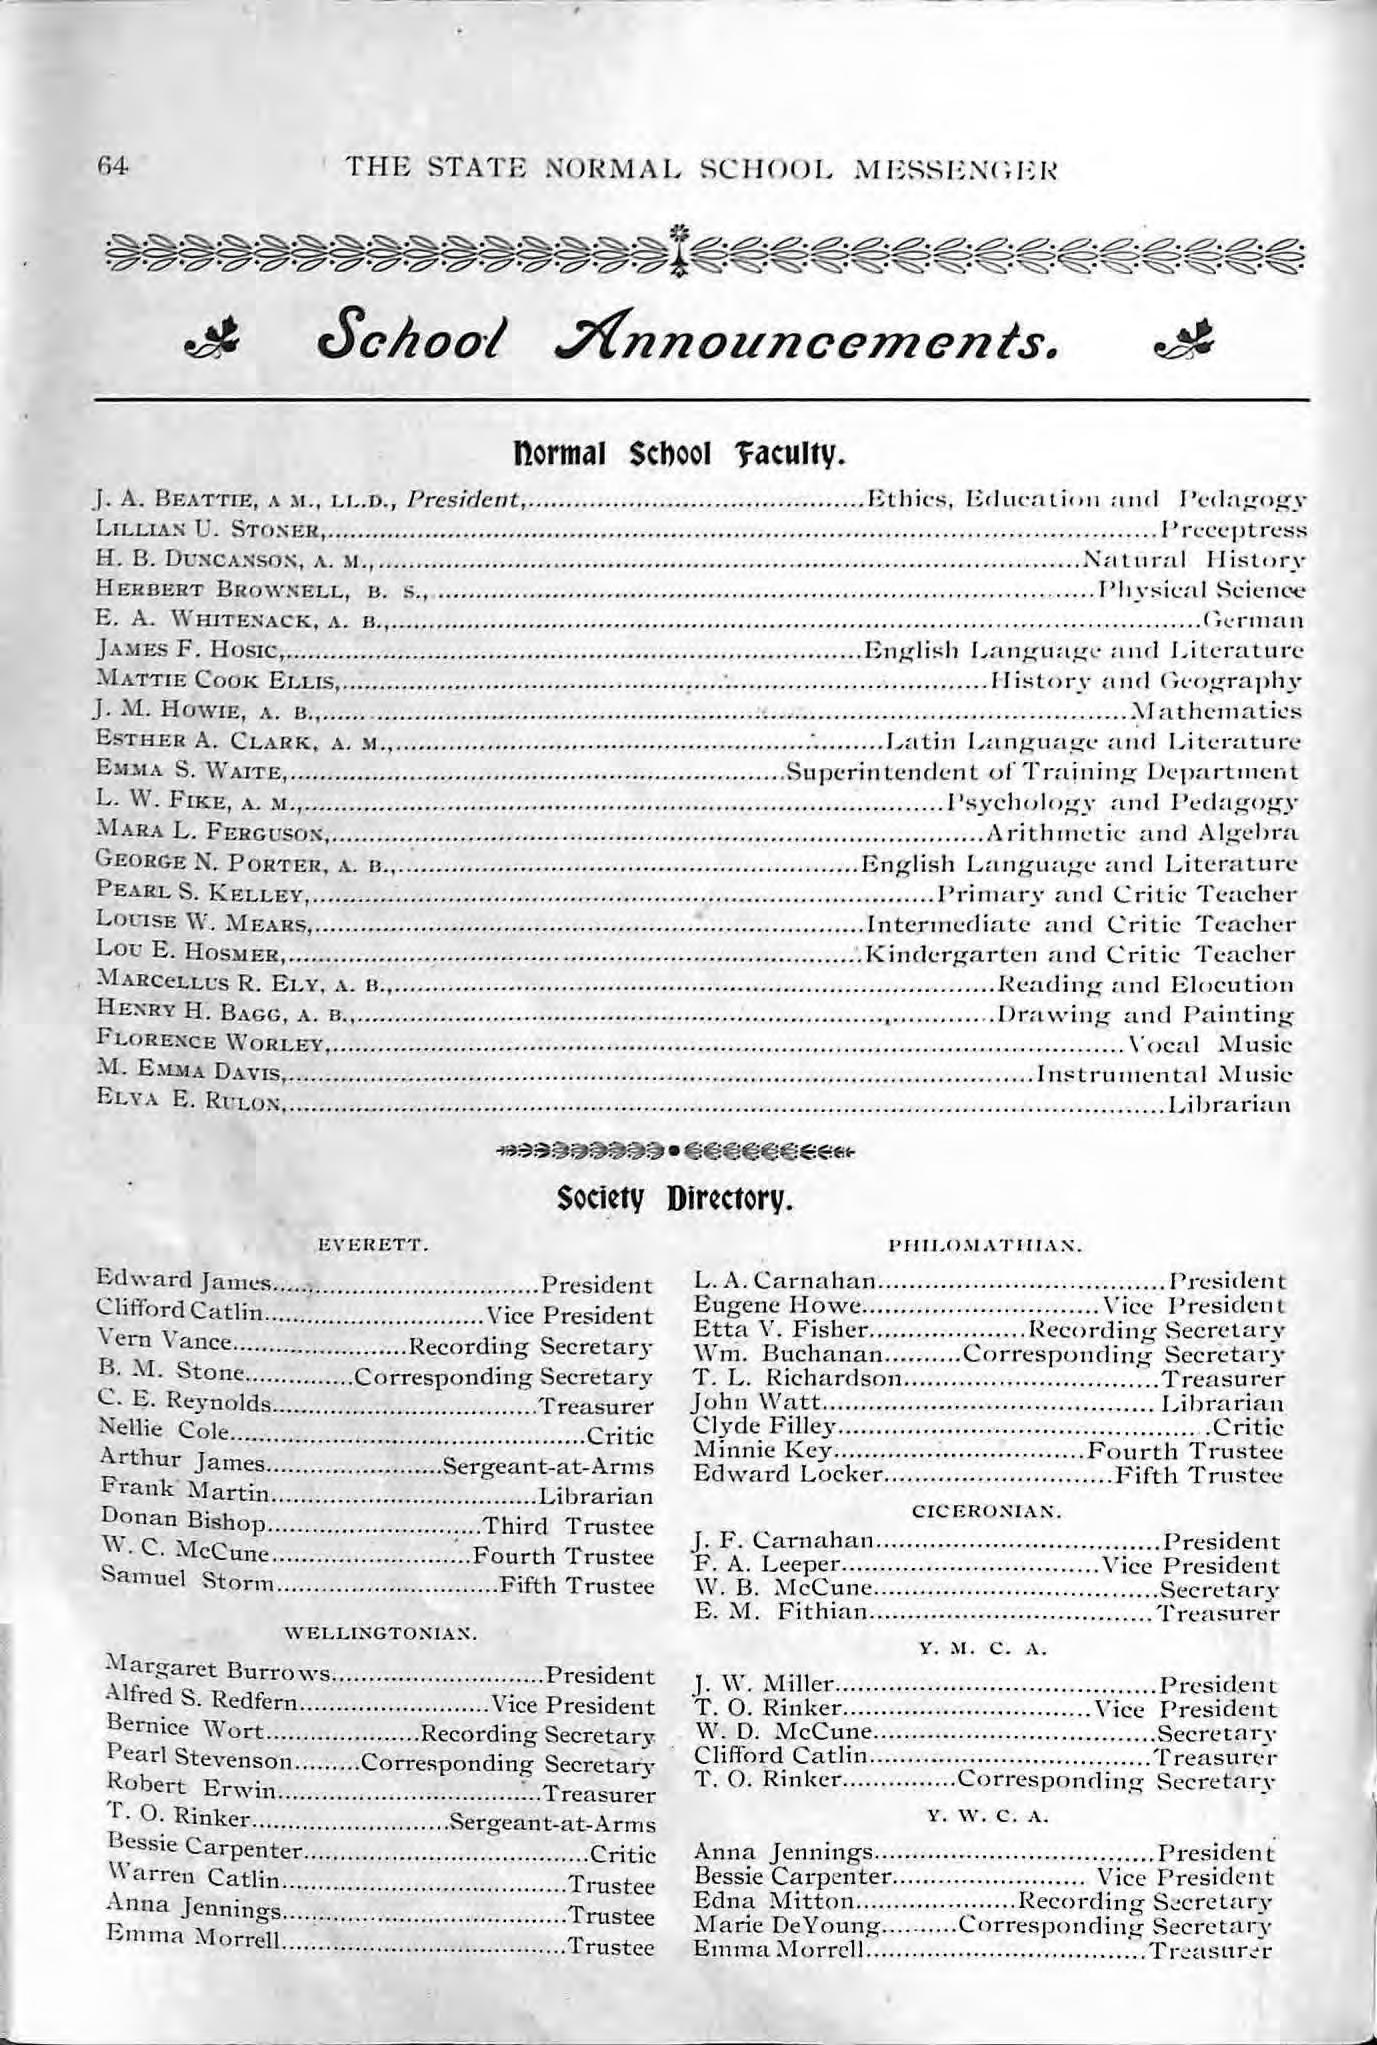 64
THE STATE NORMAL SCHOOL MESSENGER
School Announcements.
Normal School Faculty.
J. A. BEATTIE, A M., LL.D., President,..........Ethics, Education and Pedagogy
LILLIAN U. STONER,..........Preceptress
H. B. DUNCANSON, A. M.,..........Natural History
HERBERT BROWNELL, B. S.,..........Physical Science
E. A. WHITENACK, A. B.,..........German
JAMES F. HOSIC,..........English Language and Literature
MATTIE COOK ELLIS,..........History and Geography
J. M. HOWIE, A. B.,..........Mathematics
ESTHER A. CLARK, A. M.,..........Latin Language and Literature
EMMA S. WAITE,..........Superintendent of Training Department
L. W. FIKE, A. M.,..........Psychology and Pedagogy
MARA L. FERGUSON,..........Arithmetic and Algebra
GEORGE N. PORTER, A. B.,..........English Language and Literature
PEARL S. KELLEY,..........Primary and Critic Teacher
LOUISE W. MEARS,..........Intermediate and Critic Teacher
LOU E. HOSMER,..........Kindergarten and Critic Teacher
MARCeLLUS R. ELY, A. B.,..........Reading and Elocution
HENRY H. BAGG, A. B.,..........Drawing and Painting
FLORENCE WORLEY,..........Vocal Music
M. EMMA DAVIS,..........Instrumental Music
ELVA E. RULON,..........Librarian
Society Directory.
EVERETT.
Edward James..........President
Clifford Catlin..........Vice President
Vern Vance..........Recording Secretary
B. M. Stone..........Corresponding Secretary
C. E. Reynolds..........Treasurer
Nellie Cole..........Critic
Arthur James..........Sergeant-at-Arms
Frank Martin..........Librarian
Donan Bishop..........Third Trustee
W. C. McCune..........Fourth Trustee
Samuel Storm..........Fifth Trustee
WELLINGTONIAN.
Margaret Burrows..........President
Alfred S. Redfern..........Vice President
Bernice Wort..........Recording Secretary
Pearl Stevenson..........Corresponding Secretary
Robert Erwin..........Treasurer
T. O. Rinker..........Sergeant-at-Arms
Bessie Carpenter..........Critic
Warren Catlin..........Trustee
Anna Jennings..........Trustee
Emma Morrell..........Trustee
PHILOMATHIAN.
L. A. Carnahan..........President
Eugene Howe..........Vice President
Etta V. Fisher..........Recording Secretary
Wm. Buchanan..........Corresponding Secretary
T. L. Richardson..........Treasurer
John Watt..........Librarian
Clyde Filley..........Critic
Minnie Key..........Fourth Trustee
Edward Locker..........Fifth Trustee
CICERONIAN.
J. F. Carnahan..........President
F. A. Leeper..........Vice President
W. B. McCune..........Secretary
E. M. Fithian..........Treasurer
Y. M. C. A.
J. W. Miller..........President
T. O. Rinker..........Vice President
W. D. McCune..........Secretary
Clifford Catlin..........Treasurer
T. O. Rinker..........Corresponding Secretary
Y. W. C. A.
Anna Jennings..........President
Bessie Carpenter..........Vice President
Edna Mitton..........Recording Secretary
Marie DeYoung..........Corresponding Secretary
Emma Morrell..........Treasurer